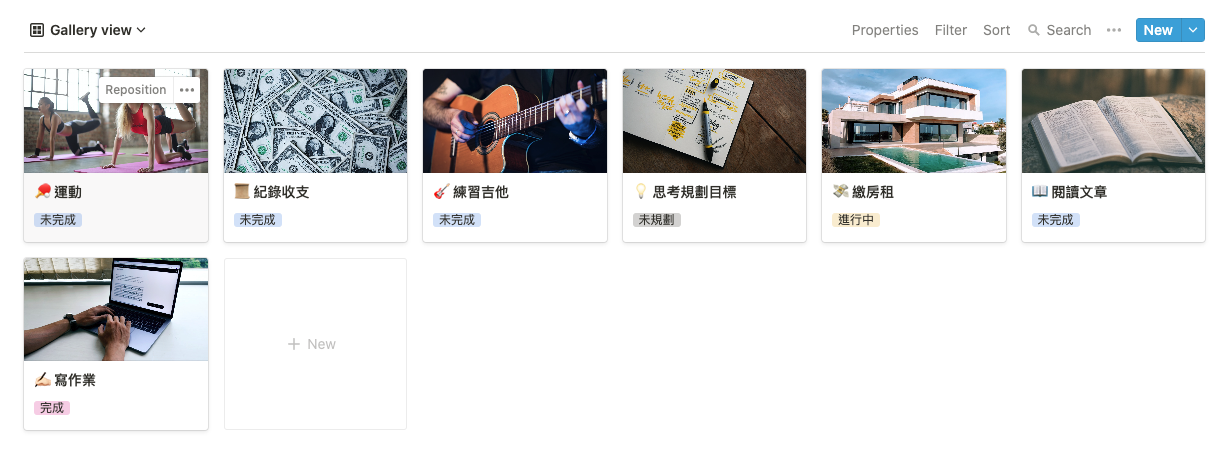 Gallery view
Properties Filter Sort Search ... New
Reposition ...
🏓 運動
未完成
📜 紀錄收支
未完成
🎸 練習吉他
未完成
💡 思考規劃目標
未規劃
💸 繳房租
進行中
📖 閱讀文章
未完成
✍🏻 寫作業
完成
+ New